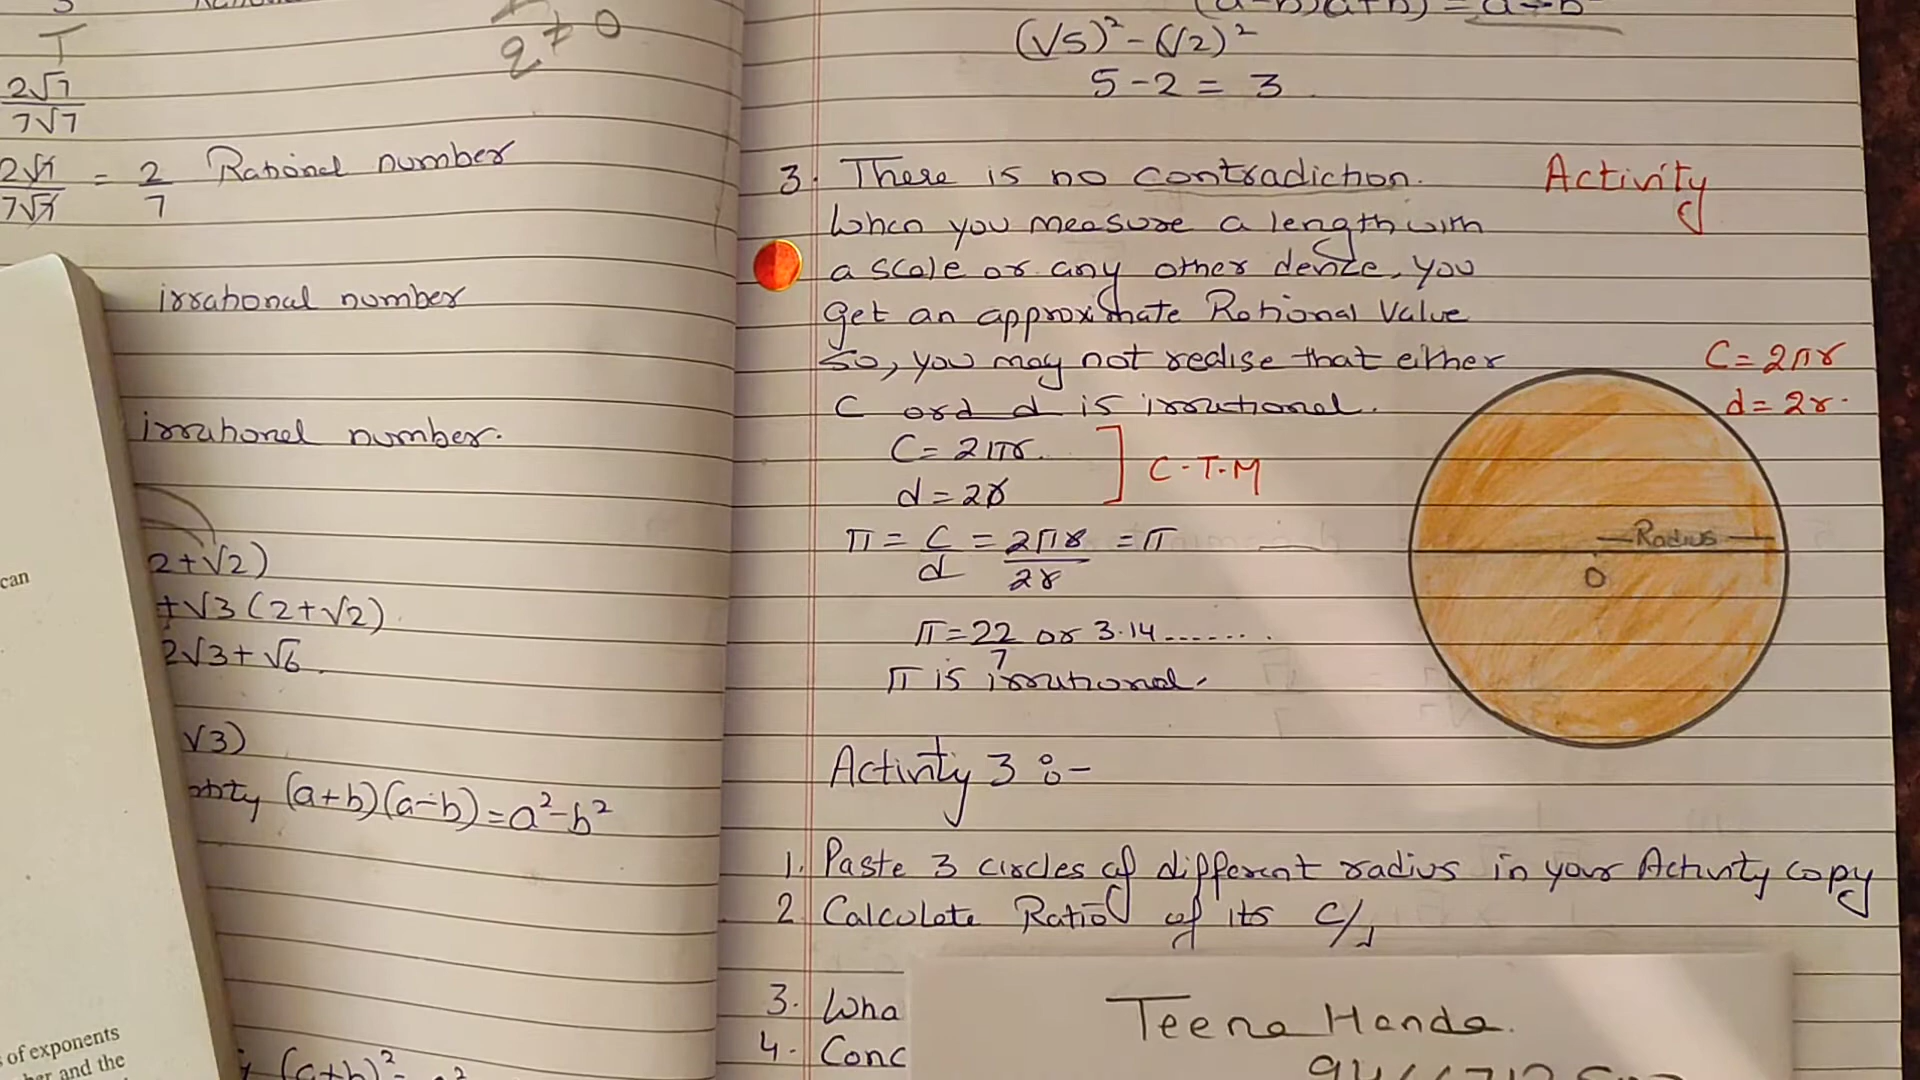 q ≠ 0
2√7
7√7
2√7 / 7√7 = 2/7 Rational number
irrational number
irrational number.
2+√2)
+√3(2+√2)
2√3+√6
√3)
(a+b)(a-b)=a²-b²
can
of exponents
and the
(a+b)²
(√5)²-(√2)²
5-2 = 3
3. There is no contradiction.
Activity
When you measure a length with
a scale or any other device, you
get an approximate Rational Value
So, you may not realise that either
C or d is irrational.
C = 2πr
d = 2r
C = 2πr
d = 2r
] C.T.M
π = C/d = 2πr/2r = π
Radius
O
π = 22/7 or 3.14.......
π is irrational.
Activity 3 :-
1. Paste 3 circles of different radius in your Activity copy
2 Calculate Ratio of its C/d
3. Wha
4. Conc
Teena Handa.